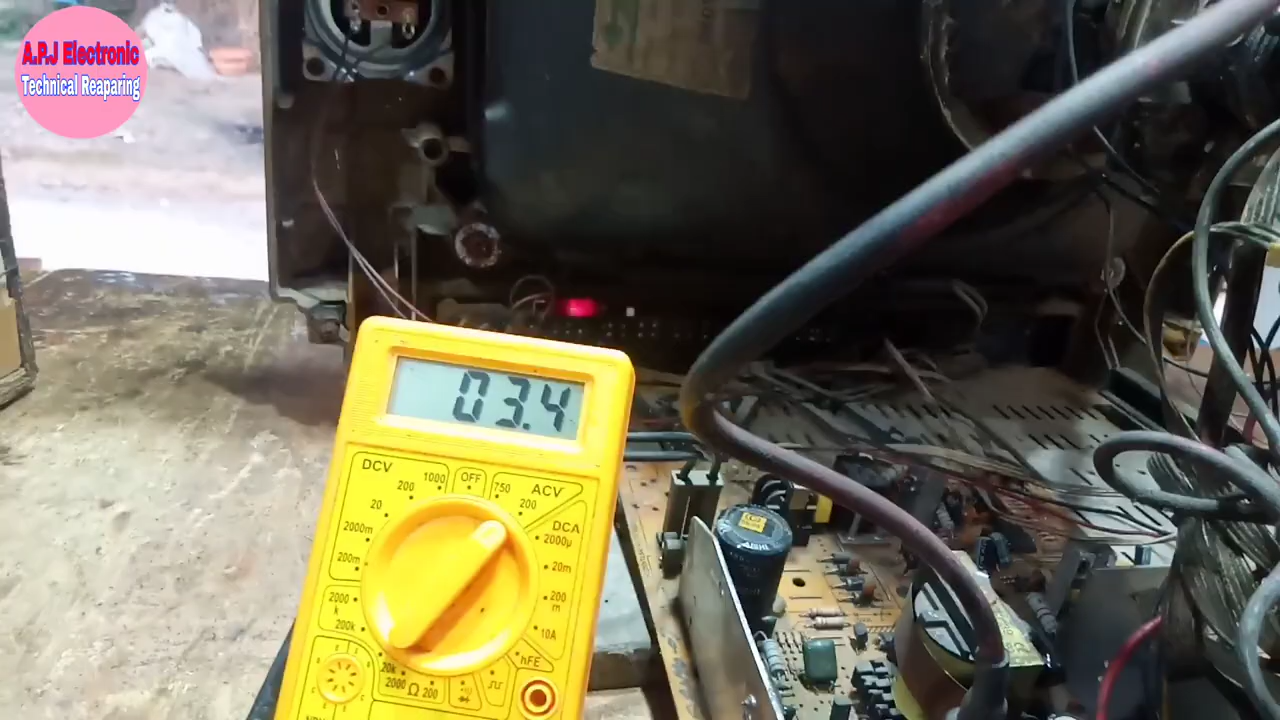 A.P.J Electronic
Technical Reaparing
03.4
DCV
1000
OFF
750
ACV
200
200
20
DCA
2000m
2000µ
200m
20m
2000
k
200
m
200k
10A
20k
hFE
2000
Ω
200